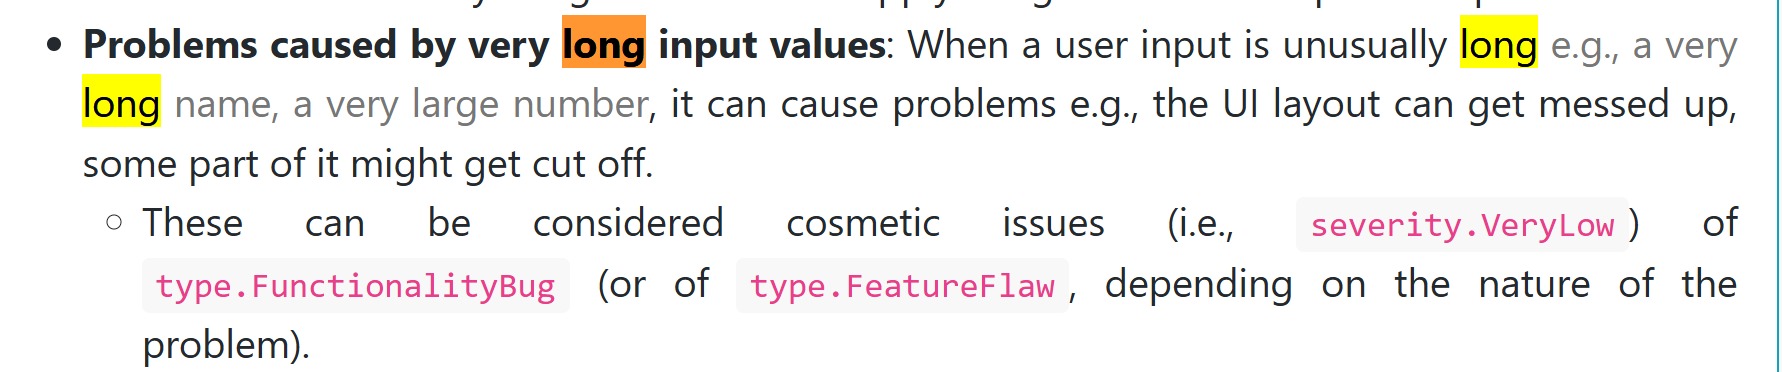 Problems caused by very long input values: When a user input is unusually long e.g., a very
long name, a very large number, it can cause problems e.g., the UI layout can get messed up,
some part of it might get cut off.
These can be considered cosmetic issues (i.e., severity.VeryLow) of
type.FunctionalityBug (or of type.FeatureFlaw, depending on the nature of the
problem).